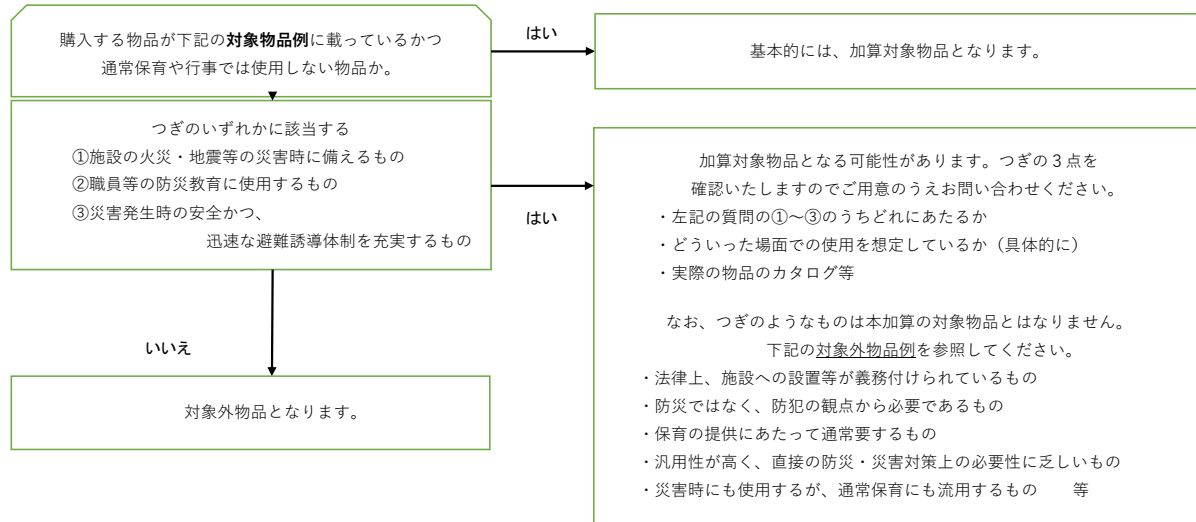 購入する物品が下記の対象物品例に載っているかつ
通常保育や行事では使用しない物品か。
はい
基本的には、加算対象物品となります。
つぎのいずれかに該当する
①施設の火災・地震等の災害時に備えるもの
②職員等の防災教育に使用するもの
③災害発生時の安全かつ、
迅速な避難誘導体制を充実するもの
はい
加算対象物品となる可能性があります。つぎの３点を
確認いたしますのでご用意のうえお問い合わせください。
・左記の質問の①～③のうちどれにあたるか
・どういった場面での使用を想定しているか（具体的に）
・実際の物品のカタログ等
なお、つぎのようなものは本加算の対象物品とはなりません。
下記の対象外物品例を参照してください。
・法律上、施設への設置等が義務付けられているもの
・防災ではなく、防犯の観点から必要であるもの
・保育の提供にあたって通常要するもの
・汎用性が高く、直接の防災・災害対策上の必要性に乏しいもの
・災害時にも使用するが、通常保育にも流用するもの　　等
いいえ
対象外物品となります。